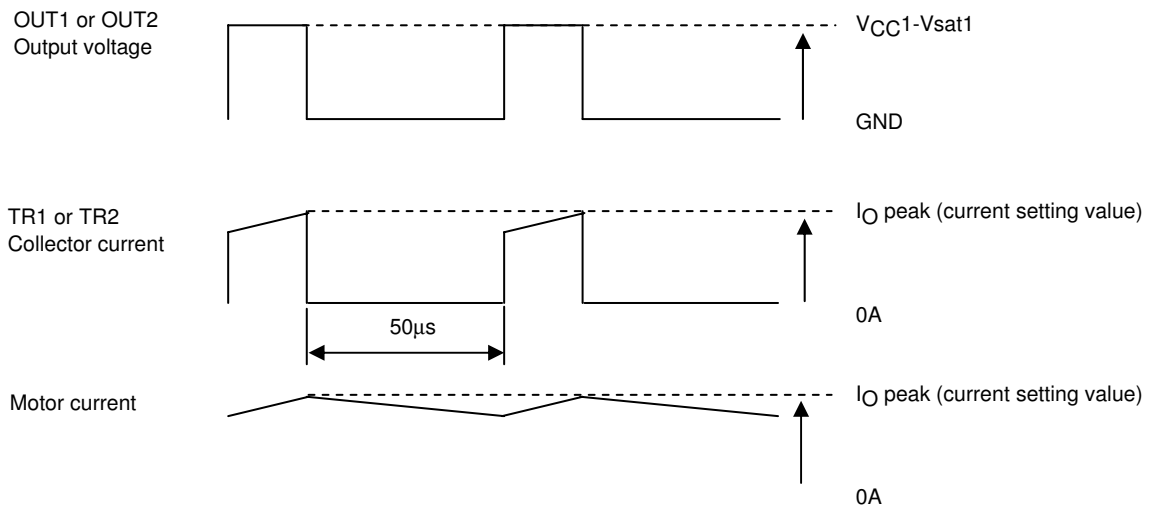 OUT1 or OUT2
Output voltage
VCC1-Vsat1
GND
TR1 or TR2
Collector current
IO peak (current setting value)
0A
50μs
Motor current
IO peak (current setting value)
0A